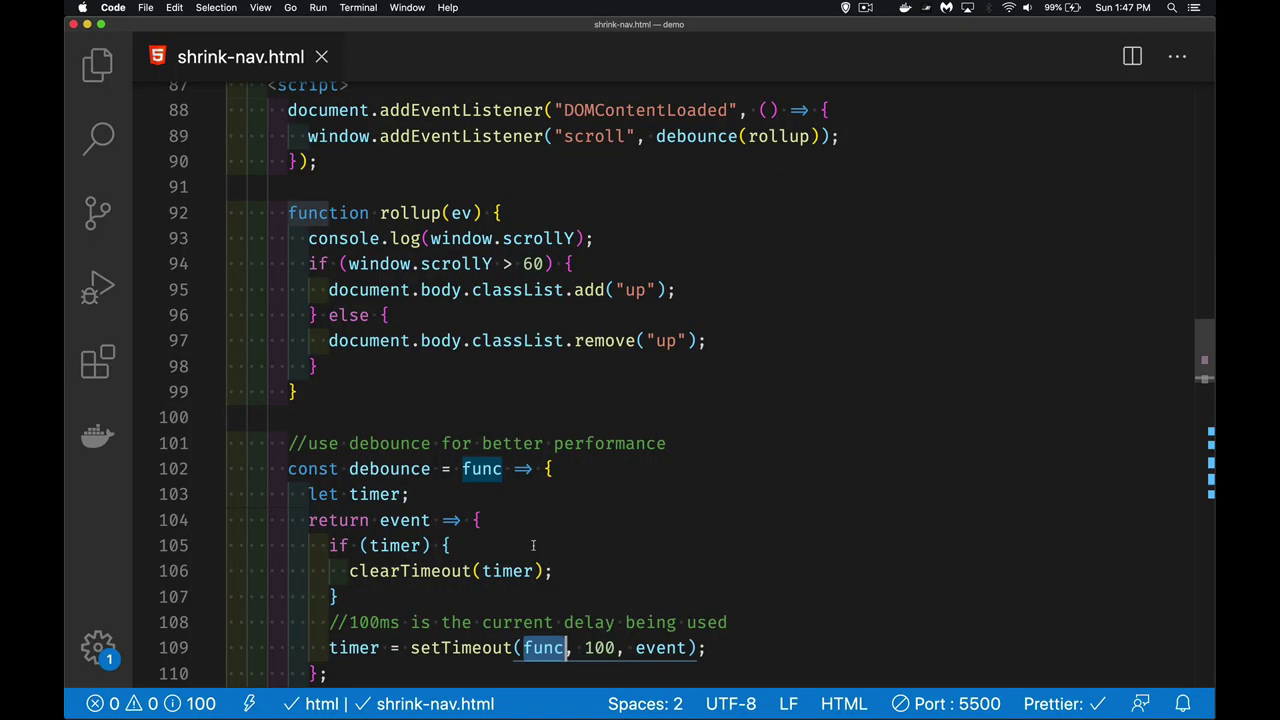 Code File Edit Selection View Go Run Terminal Window Help 99% Sun 1:47 PM
shrink-nav.html — demo
shrink-nav.html
87 <script>
88 document.addEventListener("DOMContentLoaded", () => {
89 window.addEventListener("scroll", debounce(rollup));
90 });
91
92 function rollup(ev) {
93 console.log(window.scrollY);
94 if (window.scrollY > 60) {
95 document.body.classList.add("up");
96 } else {
97 document.body.classList.remove("up");
98 }
99 }
100
101 //use debounce for better performance
102 const debounce = func => {
103 let timer;
104 return event => {
105 if (timer) {
106 clearTimeout(timer);
107 }
108 //100ms is the current delay being used
109 timer = setTimeout(func, 100, event);
110 };
1
0 0 100 html | shrink-nav.html Spaces: 2 UTF-8 LF HTML Port : 5500 Prettier: